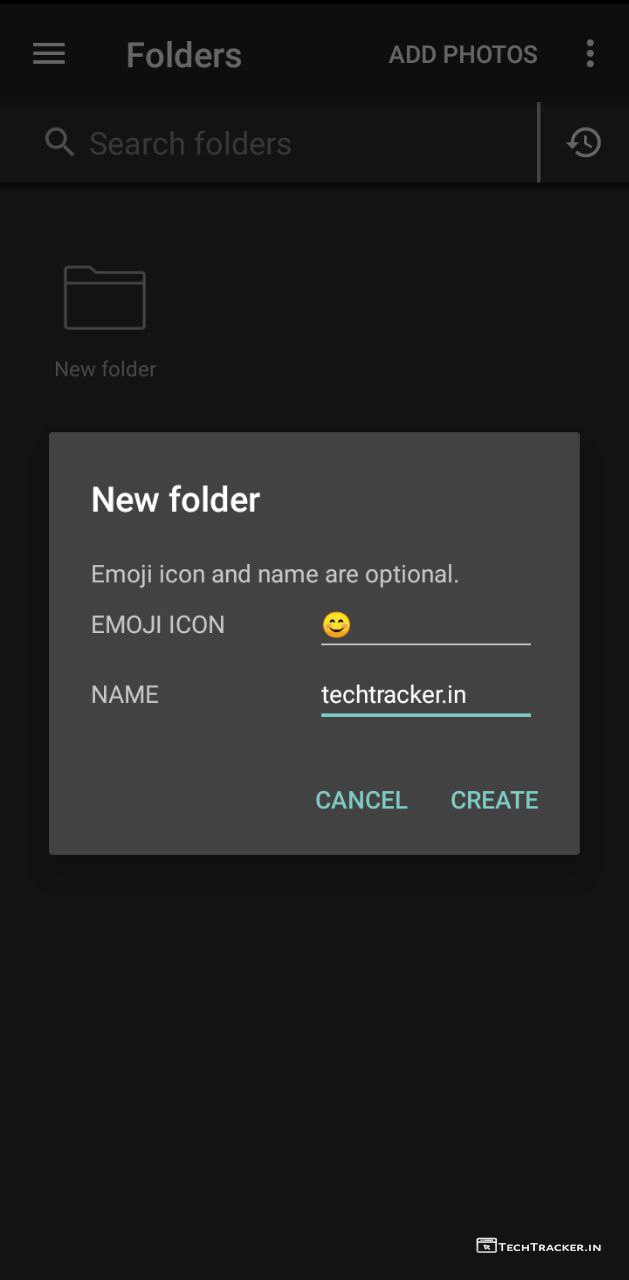 Folders ADD PHOTOS
Search folders
New folder
New folder
Emoji icon and name are optional.
EMOJI ICON 😊
NAME techtracker.in
CANCEL CREATE
TECHTRACKER.IN